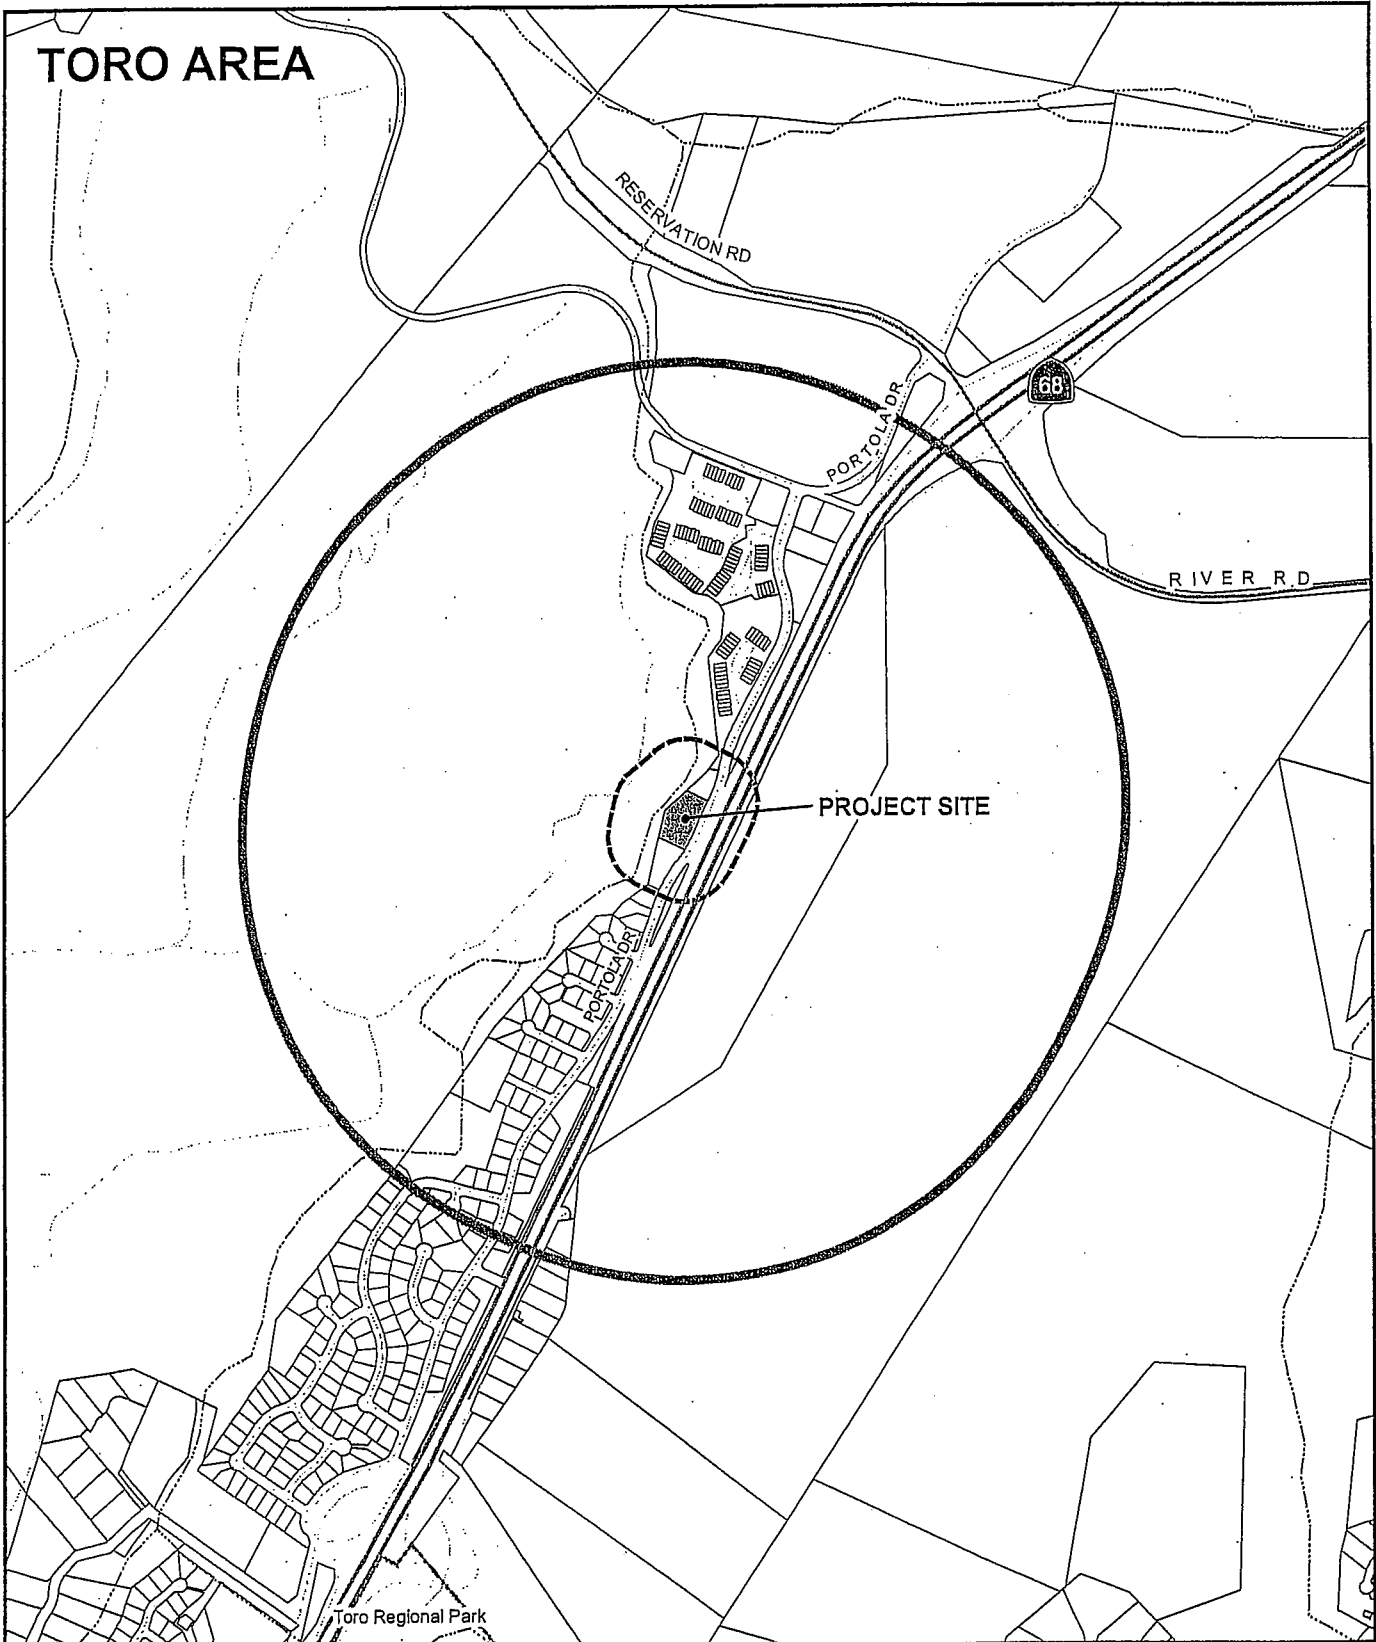 TORO AREA
RESERVATION RD
68
PORTOLA DR
RIVER RD
PROJECT SITE
PORTOLA DR
Toro Regional Park